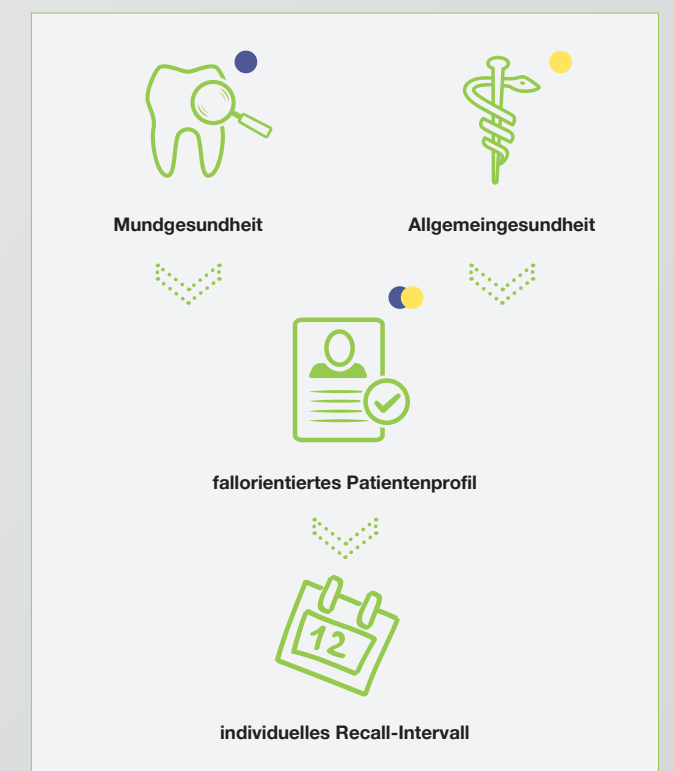 Mundgesundheit
Allgemeingesundheit
fallorientiertes Patientenprofil
12
individuelles Recall-Intervall